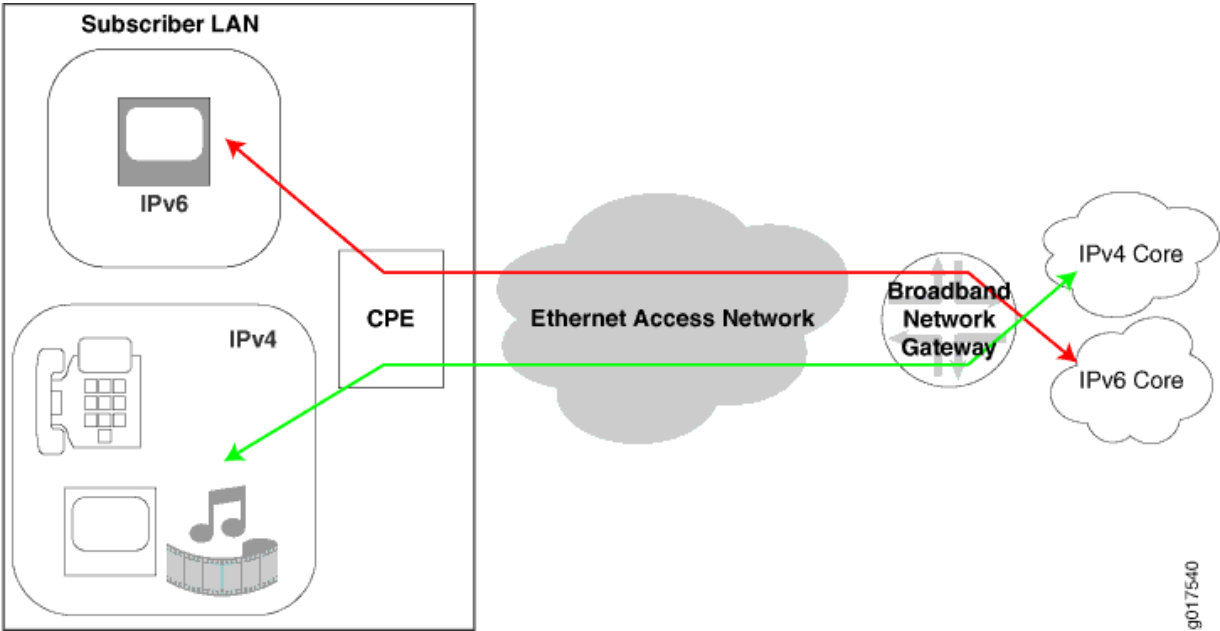 Subscriber LAN
IPv6
IPv4
CPE
Ethernet Access Network
Broadband
Network
Gateway
IPv4 Core
IPv6 Core
g017540